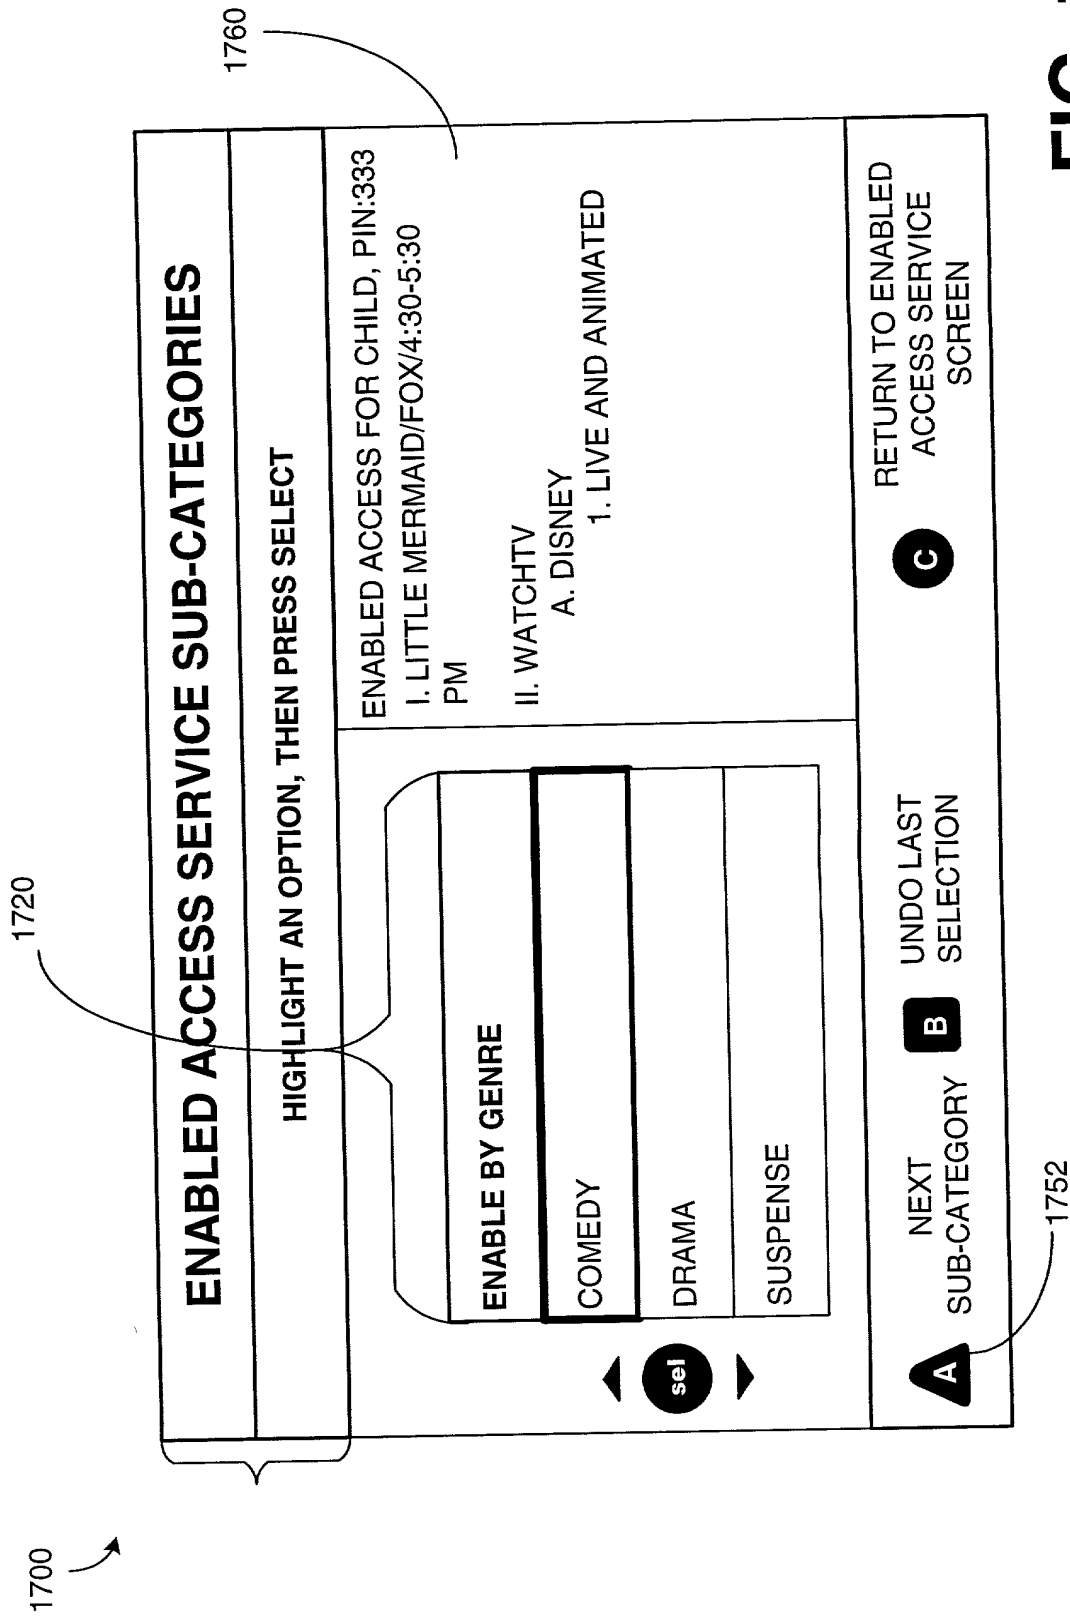 1700
1720
1760
ENABLED ACCESS SERVICE SUB-CATEGORIES
HIGHLIGHT AN OPTION, THEN PRESS SELECT
sel
ENABLE BY GENRE
COMEDY
DRAMA
SUSPENSE
ENABLED ACCESS FOR CHILD, PIN:333
I. LITTLE MERMAID/FOX/4:30-5:30
PM
II. WATCHTV
A. DISNEY
1. LIVE AND ANIMATED
A
NEXT
SUB-CATEGORY
B
UNDO LAST
SELECTION
C
RETURN TO ENABLED
ACCESS SERVICE
SCREEN
1752